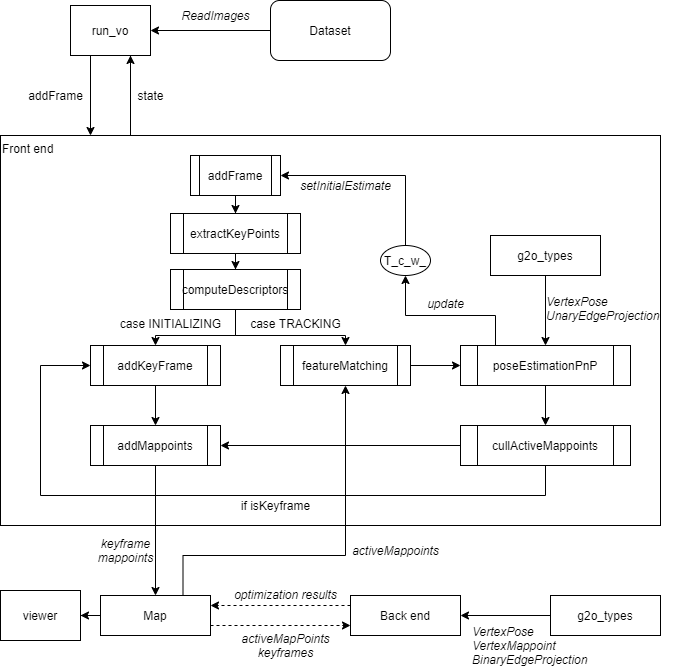 ReadImages
run_vo
Dataset
addFrame
state
Front end
addFrame
setInitialEstimate
extractKeyPoints
T_c_w_
g2o_types
computeDescriptors
update
VertexPose
UnaryEdgeProjection
case INITIALIZING
case TRACKING
addKeyFrame
featureMatching
poseEstimationPnP
addMappoints
cullActiveMappoints
if isKeyframe
keyframe
mappoints
activeMappoints
optimization results
viewer
Map
Back end
g2o_types
activeMapPoints
keyframes
VertexPose
VertexMappoint
BinaryEdgeProjection